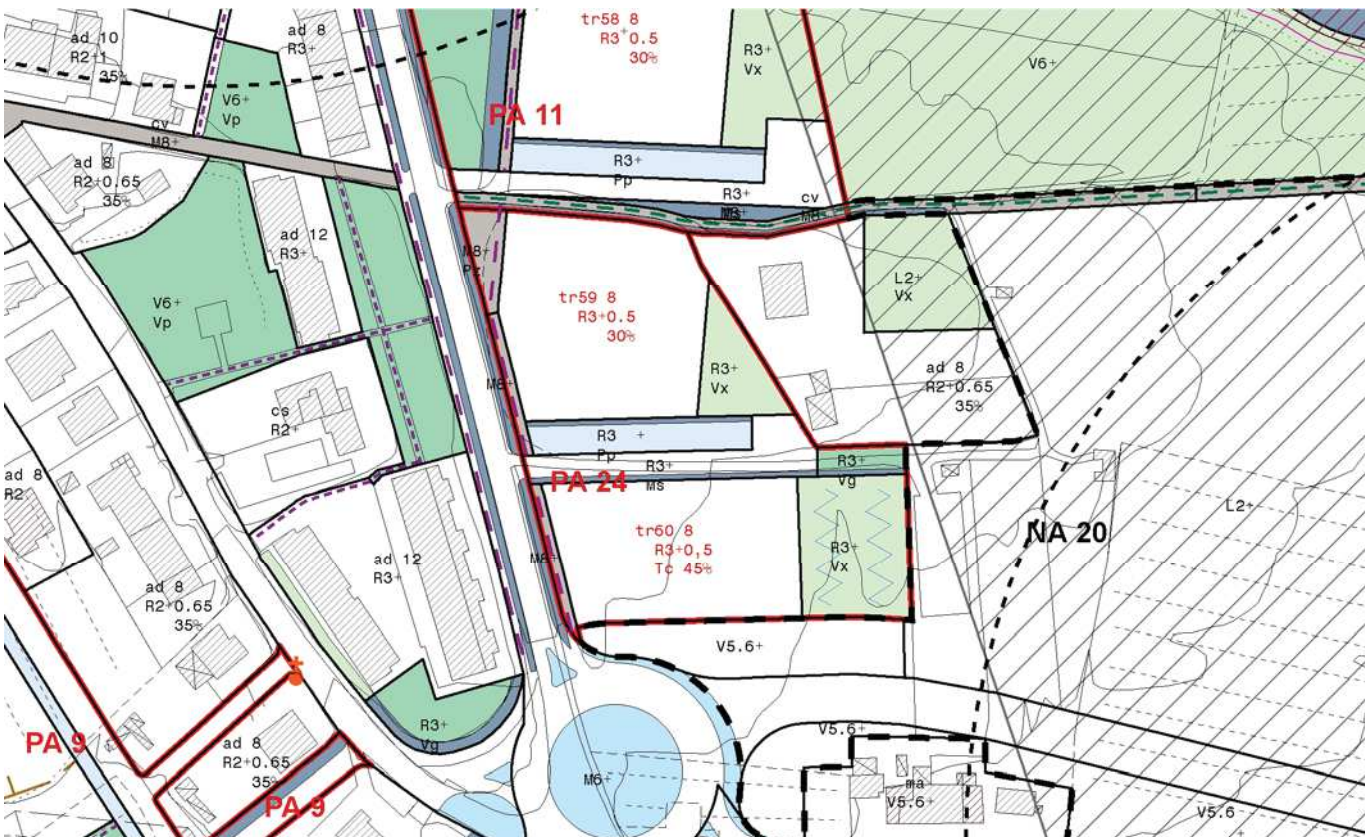 ad 10
R2+1
35%
ad 8
R3+
tr58 8
R3+0.5
30%
R3+
Vx
V6+
V6+
Vp
PA 11
cv
M8+
ad 8
R2+0.65
35%
R3+
Pp
R3+
cv
M8+
ad 12
R3+
V6+
Vp
M8+
tr59 8
R3+0.5
30%
L2+
Vx
R3+
Vx
ad 8
R2+0.65
35%
M8+
cs
R2+
R3 +
Pp
R3+
Ms
R3+
Vg
ad 8
R2
PA 24
tr60 8
R3+0,5
Tc 45%
R3+
Vx
NA 20
L2+
M8+
ad 12
R3+
ad 8
R2+0.65
35%
V5.6+
R3+
Vg
PA 9
ad 8
R2+0.65
35%
PA 9
M6+
V5.6+
ma
V5.6+
V5.6